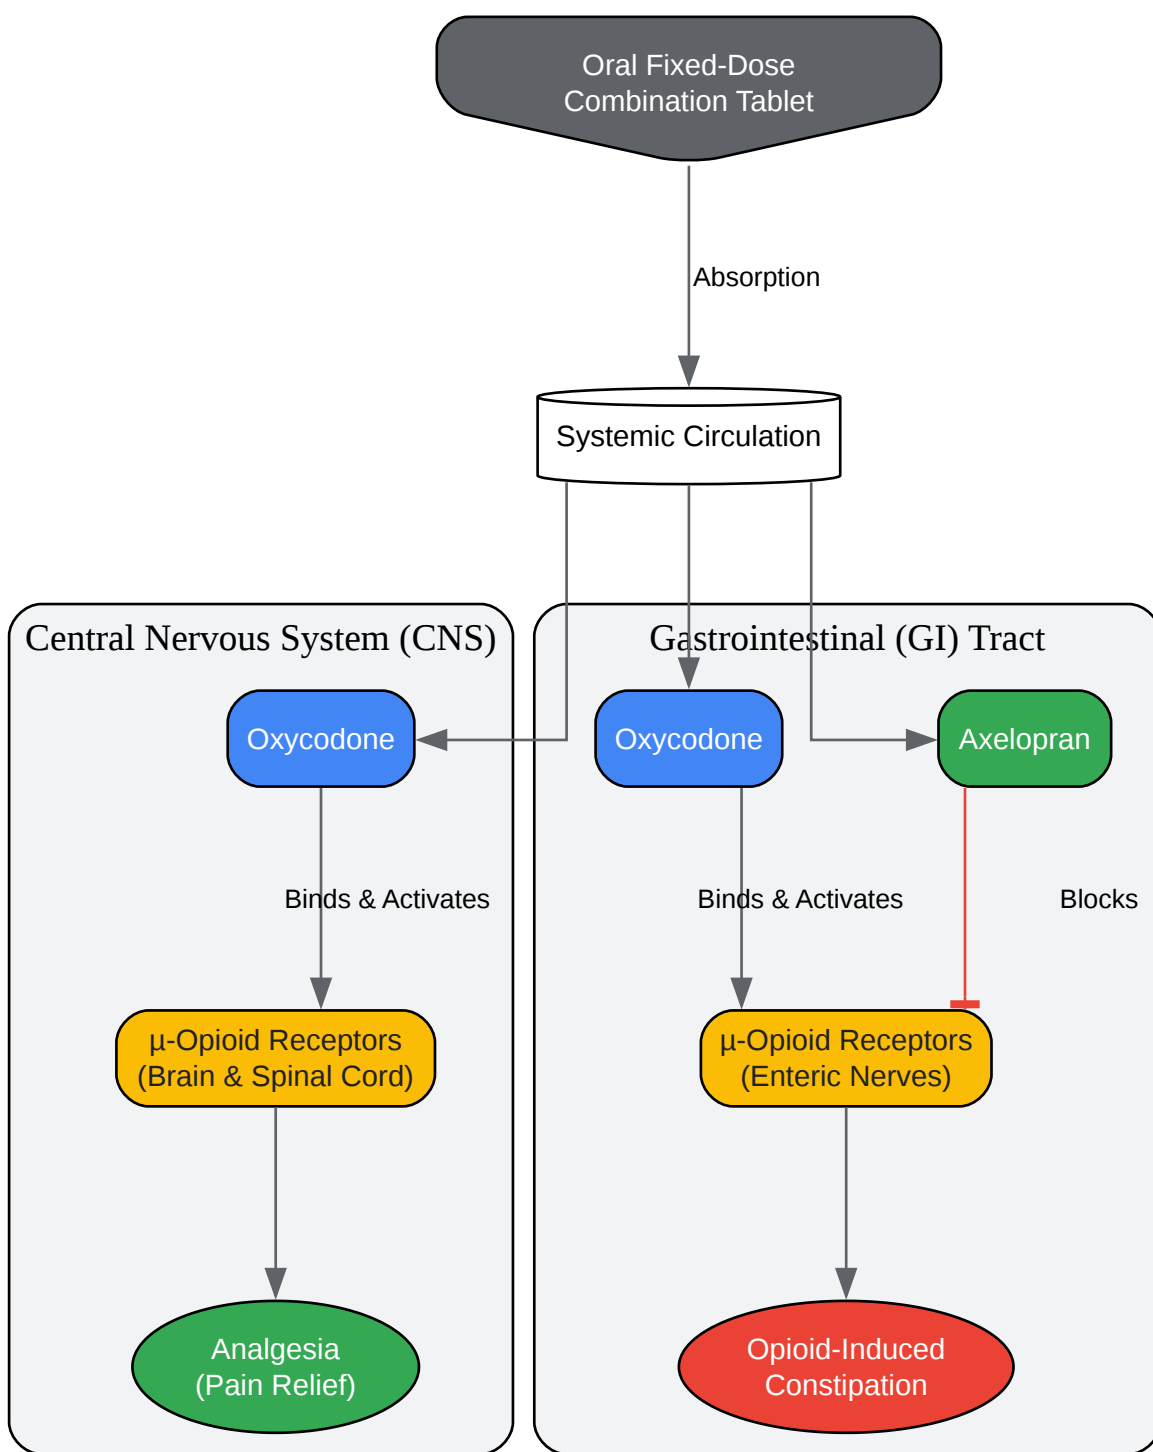 Oral Fixed-Dose
Combination Tablet
Absorption
Systemic Circulation
Central Nervous System (CNS)
Gastrointestinal (GI) Tract
Oxycodone
Oxycodone
Axelopran
Binds & Activates
Binds & Activates
Blocks
µ-Opioid Receptors
(Brain & Spinal Cord)
µ-Opioid Receptors
(Enteric Nerves)
Analgesia
(Pain Relief)
Opioid-Induced
Constipation